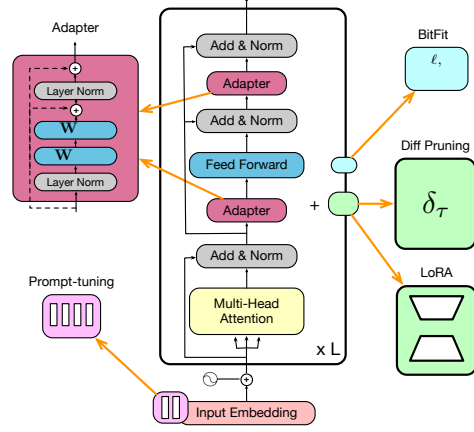 Adapter
Layer Norm
W
W
Layer Norm
Add & Norm
Adapter
Add & Norm
Feed Forward
Adapter
Add & Norm
Multi-Head
Attention
x L
+
BitFit
ℓ,
Diff Pruning
δτ
LoRA
Prompt-tuning
Input Embedding